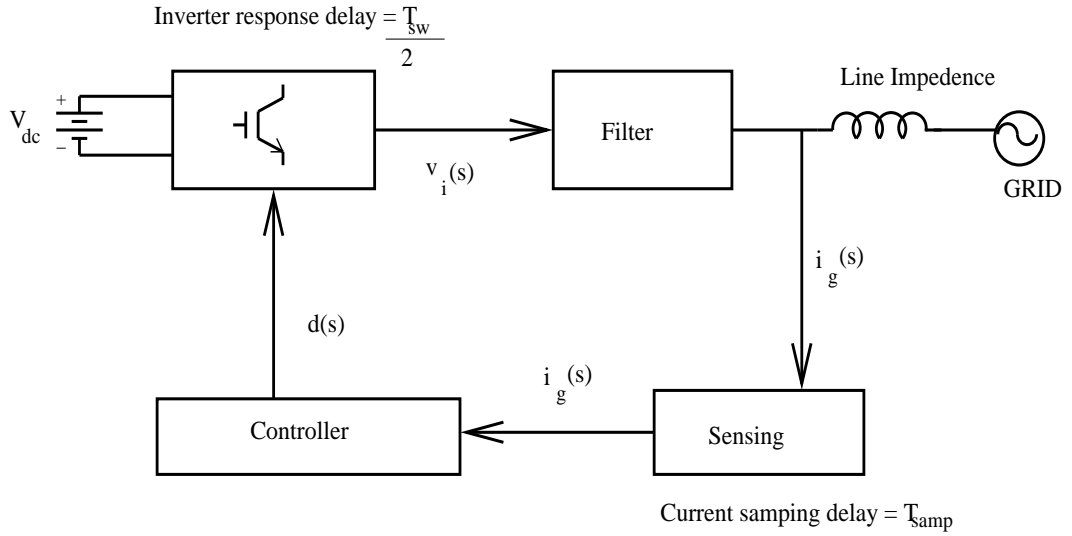 Inverter response delay = T_sw / 2
+
V_dc
−
Line Impedence
Filter
v_i(s)
GRID
i_g(s)
d(s)
i_g(s)
Controller
Sensing
Current samping delay = T_samp